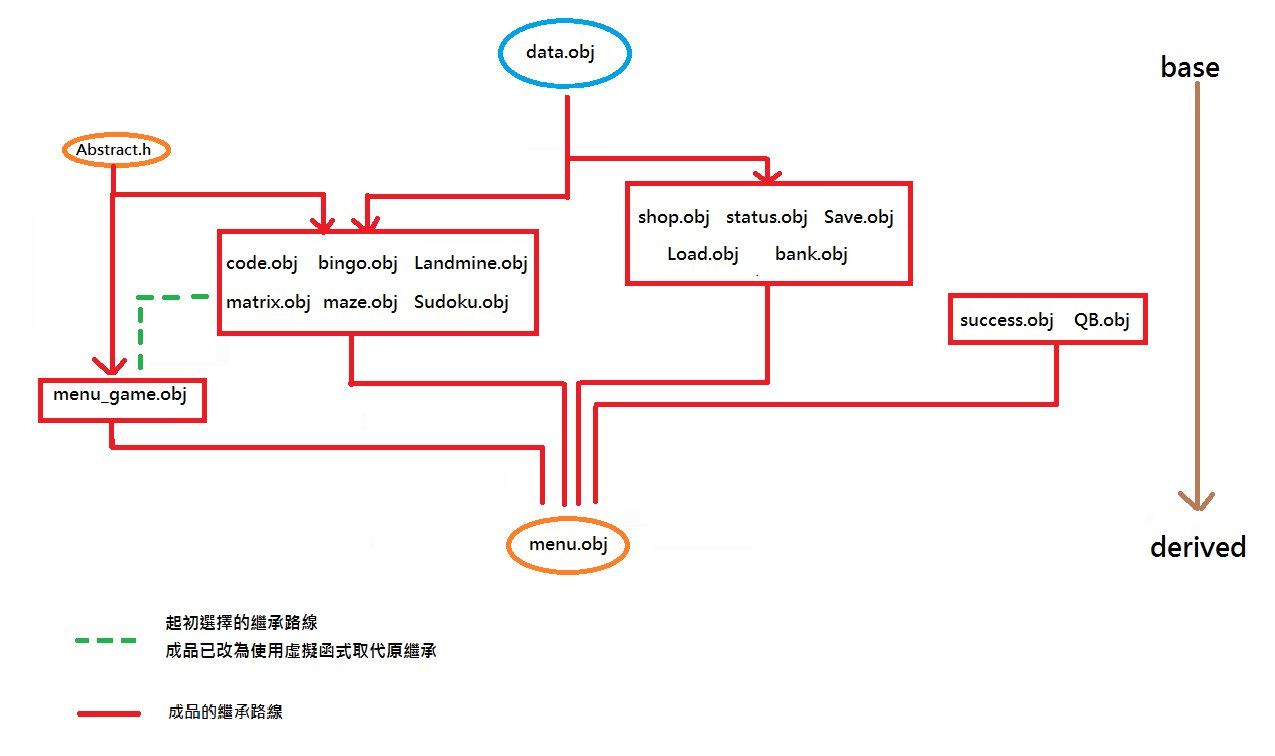 data.obj
base
Abstract.h
shop.obj status.obj Save.obj
Load.obj bank.obj
code.obj bingo.obj Landmine.obj
matrix.obj maze.obj Sudoku.obj
success.obj QB.obj
menu_game.obj
menu.obj
derived
起初選擇的繼承路線
成品已改為使用虛擬函式取代原繼承
成品的繼承路線